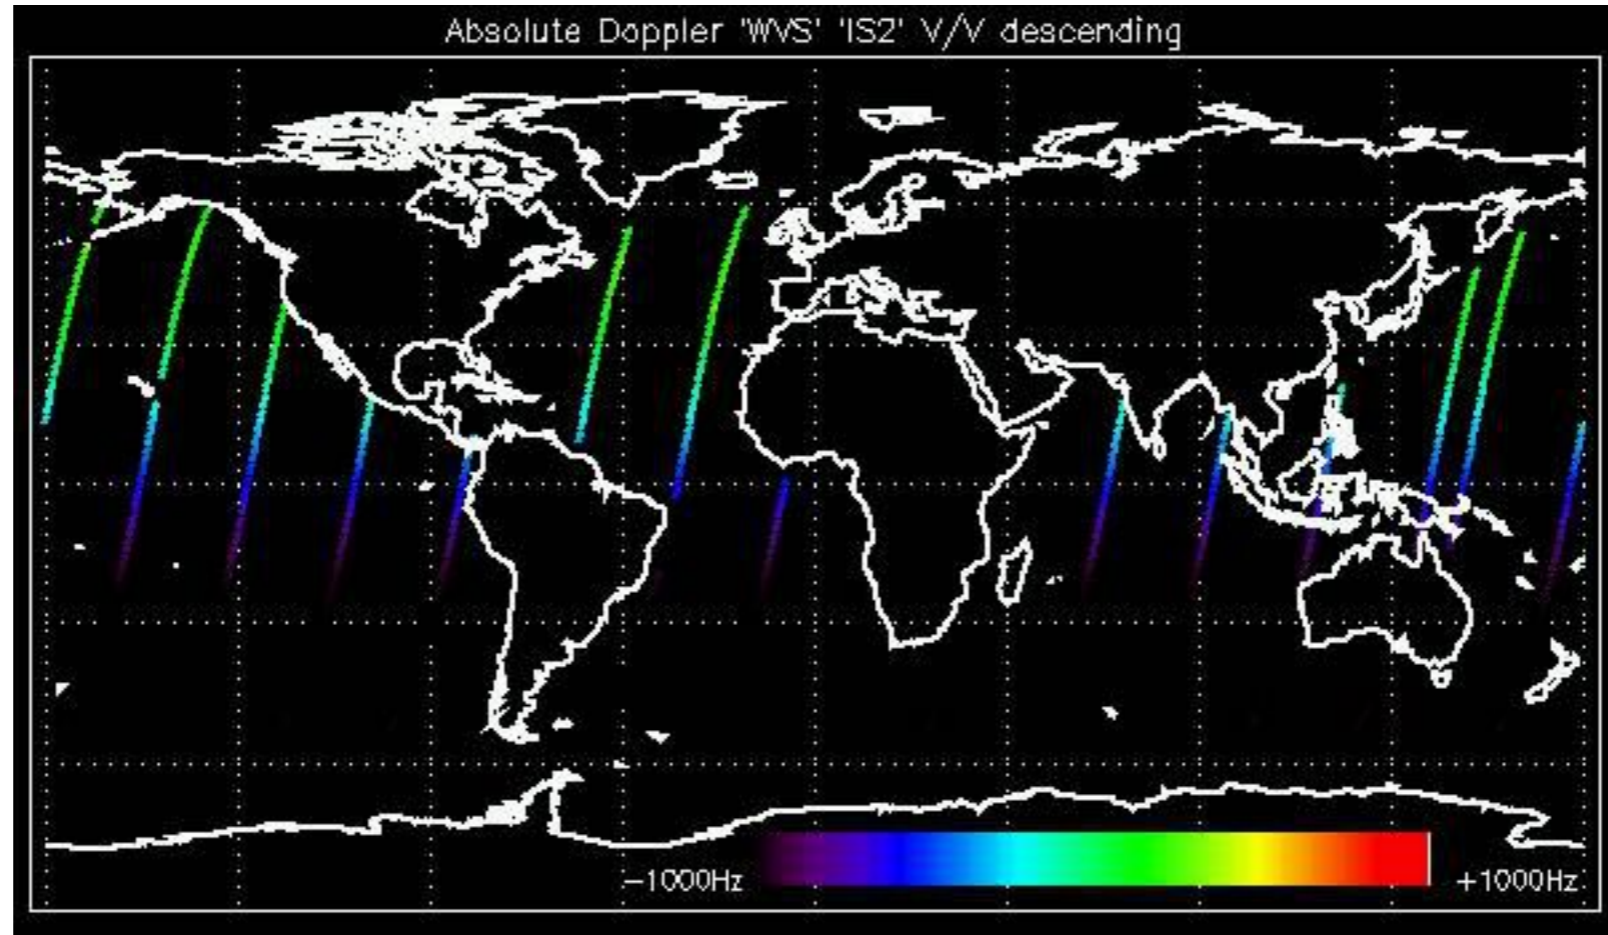 Absolute Doppler 'WVS' 'IS2' V/V descending
−1000Hz
+1000Hz